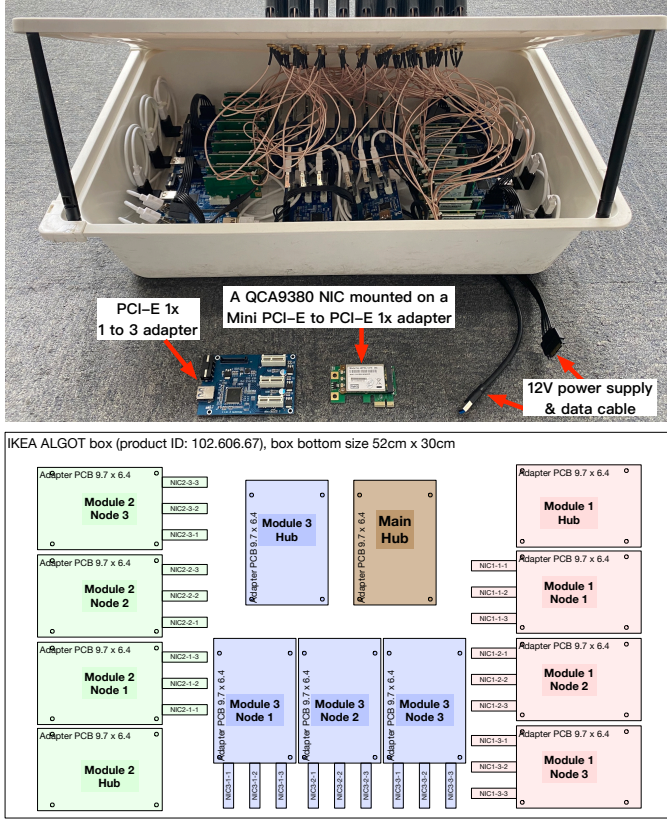 PCI-E 1x
1 to 3 adapter
A QCA9380 NIC mounted on a
Mini PCI-E to PCI-E 1x adapter
12V power supply
& data cable
IKEA ALGOT box (product ID: 102.606.67), box bottom size 52cm x 30cm
Adapter PCB 9.7 x 6.4
Module 2
Node 3
NIC2-3-3
NIC2-3-2
NIC2-3-1
Adapter PCB 9.7 x 6.4
Module 2
Node 2
NIC2-2-3
NIC2-2-2
NIC2-2-1
Adapter PCB 9.7 x 6.4
Module 2
Node 1
NIC2-1-3
NIC2-1-2
NIC2-1-1
Adapter PCB 9.7 x 6.4
Module 2
Hub
Adapter PCB 9.7 x 6.4
Module 3
Hub
Adapter PCB 9.7 x 6.4
Main
Hub
Adapter PCB 9.7 x 6.4
Module 3
Node 1
NIC3-1-1
NIC3-1-2
NIC3-1-3
Adapter PCB 9.7 x 6.4
Module 3
Node 2
NIC3-2-1
NIC3-2-2
NIC3-2-3
Adapter PCB 9.7 x 6.4
Module 3
Node 3
NIC3-3-1
NIC3-3-2
NIC3-3-3
Adapter PCB 9.7 x 6.4
Module 1
Hub
Adapter PCB 9.7 x 6.4
Module 1
Node 1
NIC1-1-1
NIC1-1-2
NIC1-1-3
Adapter PCB 9.7 x 6.4
Module 1
Node 2
NIC1-2-1
NIC1-2-2
NIC1-2-3
Adapter PCB 9.7 x 6.4
Module 1
Node 3
NIC1-3-1
NIC1-3-2
NIC1-3-3